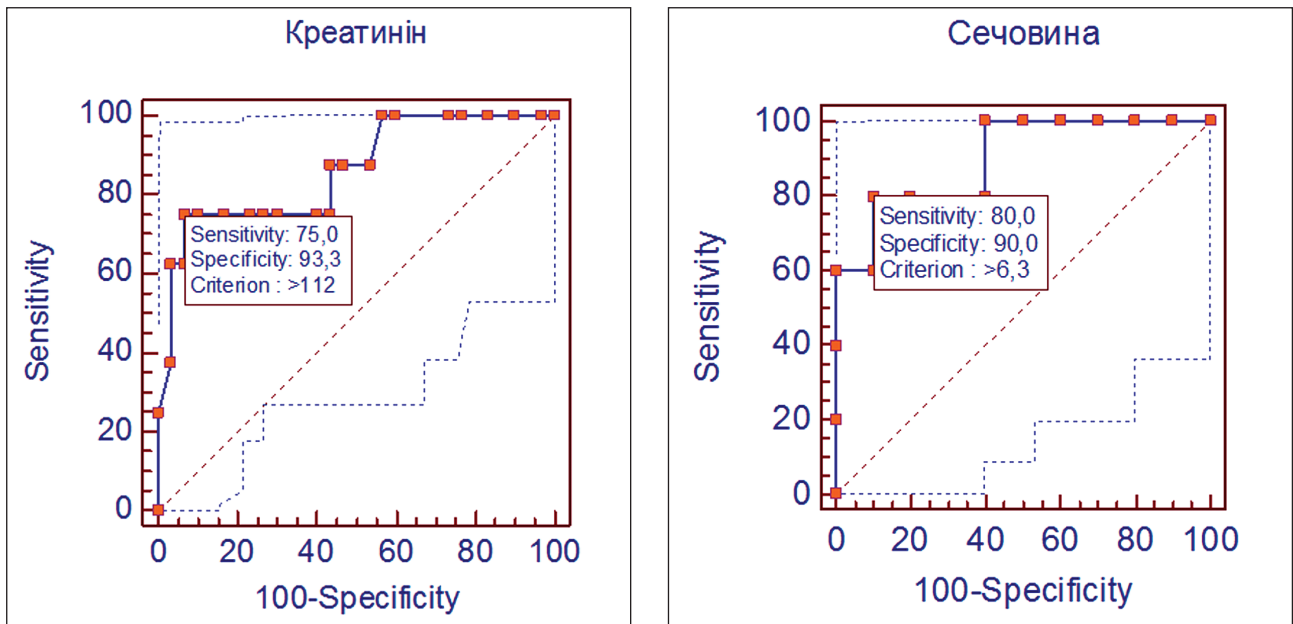 Креатинін
Sensitivity
100
80
60
40
20
0
Sensitivity: 75,0
Specificity: 93,3
Criterion : >112
0 20 40 60 80 100
100-Specificity
Сечовина
Sensitivity
100
80
60
40
20
0
Sensitivity: 80,0
Specificity: 90,0
Criterion : >6,3
0 20 40 60 80 100
100-Specificity